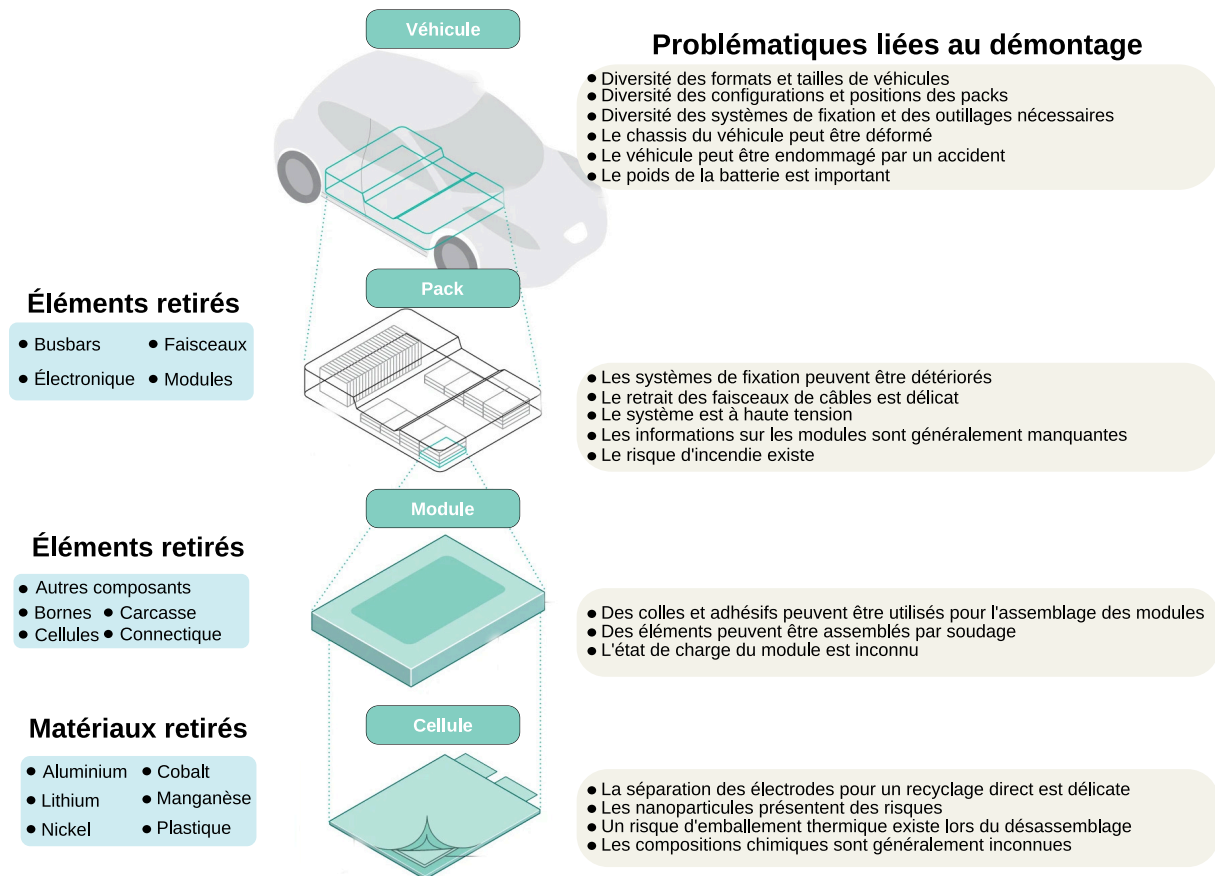 Véhicule
Problématiques liées au démontage
● Diversité des formats et tailles de véhicules
● Diversité des configurations et positions des packs
● Diversité des systèmes de fixation et des outillages nécessaires
● Le chassis du véhicule peut être déformé
● Le véhicule peut être endommagé par un accident
● Le poids de la batterie est important
Pack
Éléments retirés
● Busbars ● Faisceaux
● Électronique ● Modules
● Les systèmes de fixation peuvent être détériorés
● Le retrait des faisceaux de câbles est délicat
● Le système est à haute tension
● Les informations sur les modules sont généralement manquantes
● Le risque d'incendie existe
Module
Éléments retirés
● Autres composants
● Bornes ● Carcasse
● Cellules ● Connectique
● Des colles et adhésifs peuvent être utilisés pour l'assemblage des modules
● Des éléments peuvent être assemblés par soudage
● L'état de charge du module est inconnu
Cellule
Matériaux retirés
● Aluminium ● Cobalt
● Lithium ● Manganèse
● Nickel ● Plastique
● La séparation des électrodes pour un recyclage direct est délicate
● Les nanoparticules présentent des risques
● Un risque d'emballement thermique existe lors du désassemblage
● Les compositions chimiques sont généralement inconnues